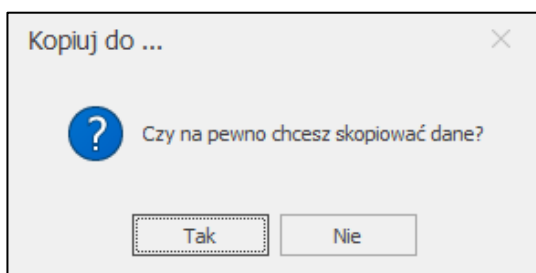 Kopiuj do ...
Czy na pewno chcesz skopiować dane?
Tak
Nie